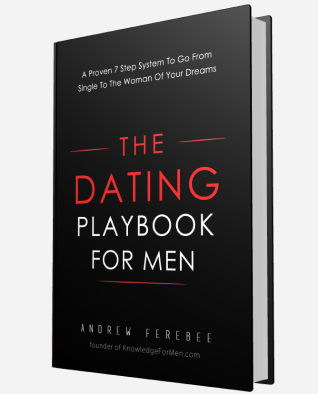 A Proven 7 Step System To Go From
Single To The Woman Of Your Dreams
THE
DATING
PLAYBOOK
FOR MEN
ANDREW FEREBEE
founder of KnowledgeForMen.com